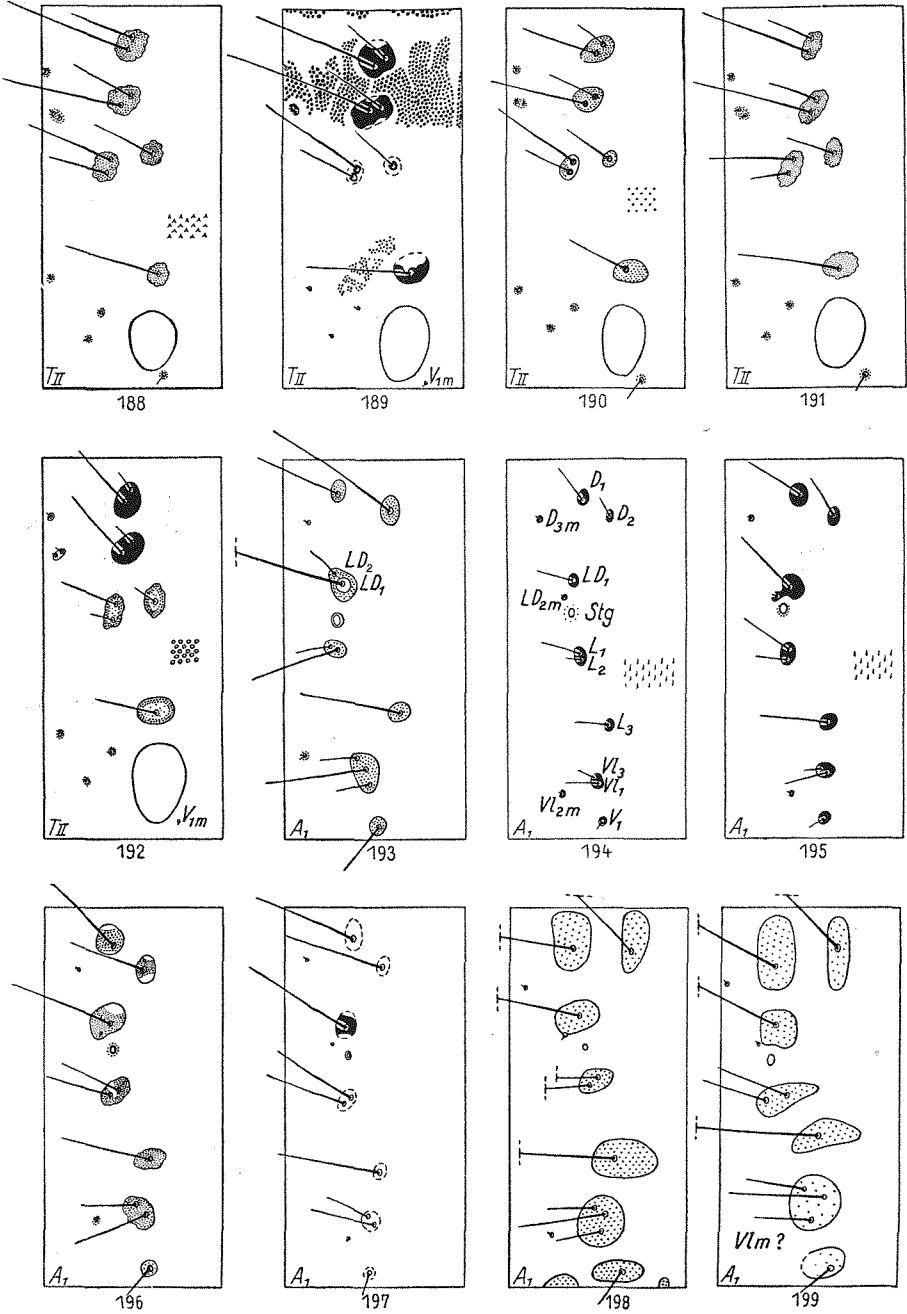 TII
188
TII
V1m
189
TII
190
TII
191
TII
V1m
192
LD2
LD1
A1
193
D1
D3m
D2
LD1
LD2m
Stg
L1
L2
L3
Vl3
Vl1
Vl2m
V1
A1
194
A1
195
A1
196
A1
197
A1
198
Vlm ?
A1
199